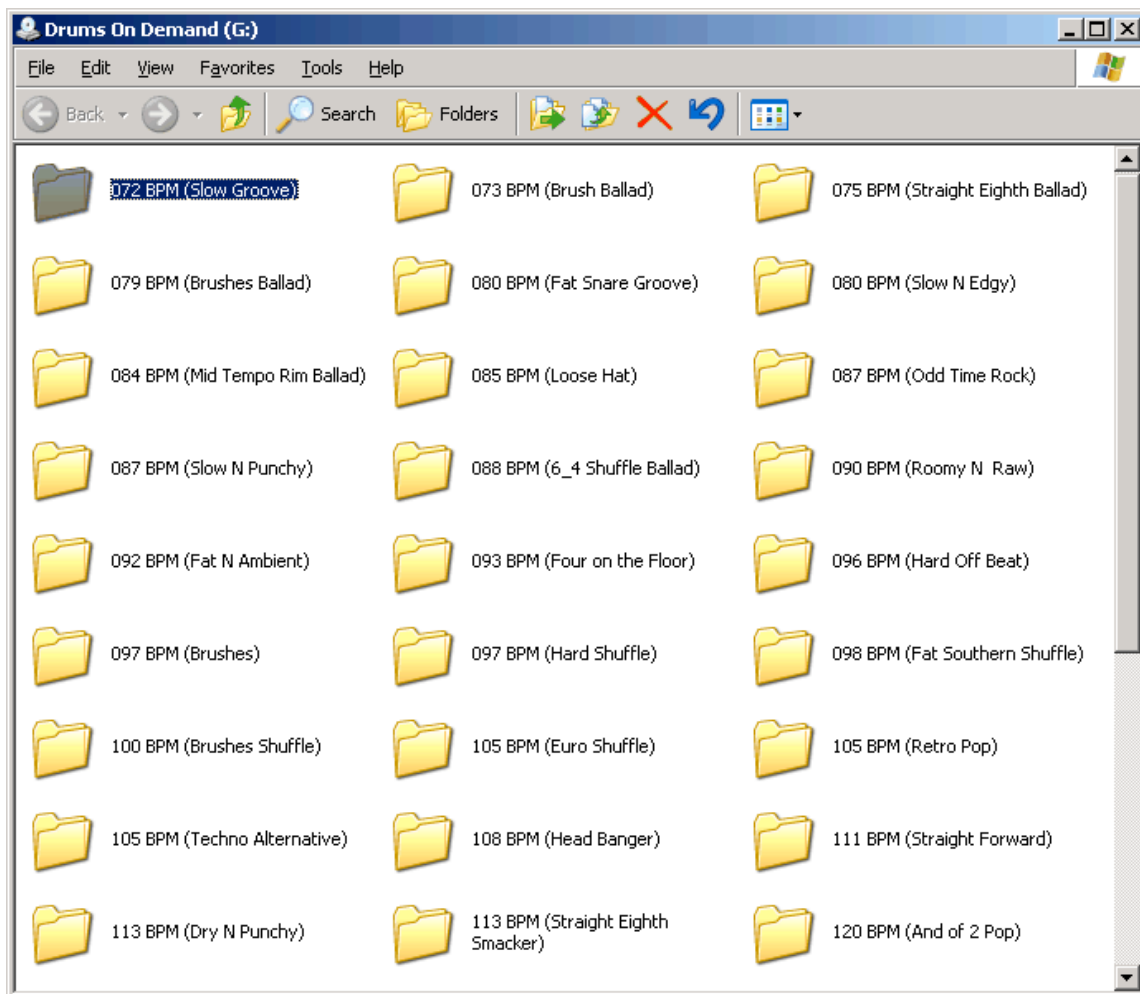 Drums On Demand (G:)
File Edit View Favorites Tools Help
Back Search Folders
072 BPM (Slow Groove) 073 BPM (Brush Ballad) 075 BPM (Straight Eighth Ballad)
079 BPM (Brushes Ballad) 080 BPM (Fat Snare Groove) 080 BPM (Slow N Edgy)
084 BPM (Mid Tempo Rim Ballad) 085 BPM (Loose Hat) 087 BPM (Odd Time Rock)
087 BPM (Slow N Punchy) 088 BPM (6_4 Shuffle Ballad) 090 BPM (Roomy N  Raw)
092 BPM (Fat N Ambient) 093 BPM (Four on the Floor) 096 BPM (Hard Off Beat)
097 BPM (Brushes) 097 BPM (Hard Shuffle) 098 BPM (Fat Southern Shuffle)
100 BPM (Brushes Shuffle) 105 BPM (Euro Shuffle) 105 BPM (Retro Pop)
105 BPM (Techno Alternative) 108 BPM (Head Banger) 111 BPM (Straight Forward)
113 BPM (Dry N Punchy) 113 BPM (Straight Eighth
Smacker) 120 BPM (And of 2 Pop)